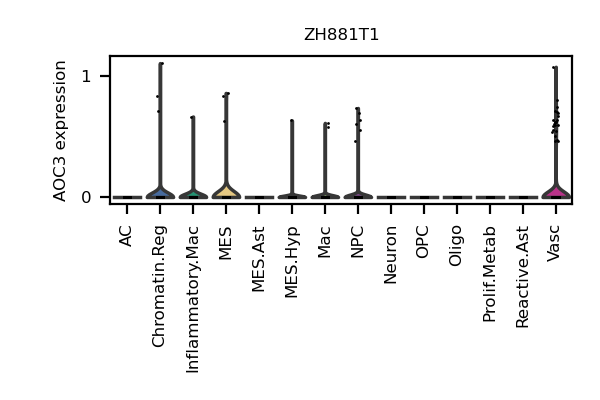 ZH881T1
AOC3 expression
1
0
AC
Chromatin.Reg
Inflammatory.Mac
MES
MES.Ast
MES.Hyp
Mac
NPC
Neuron
OPC
Oligo
Prolif.Metab
Reactive.Ast
Vasc